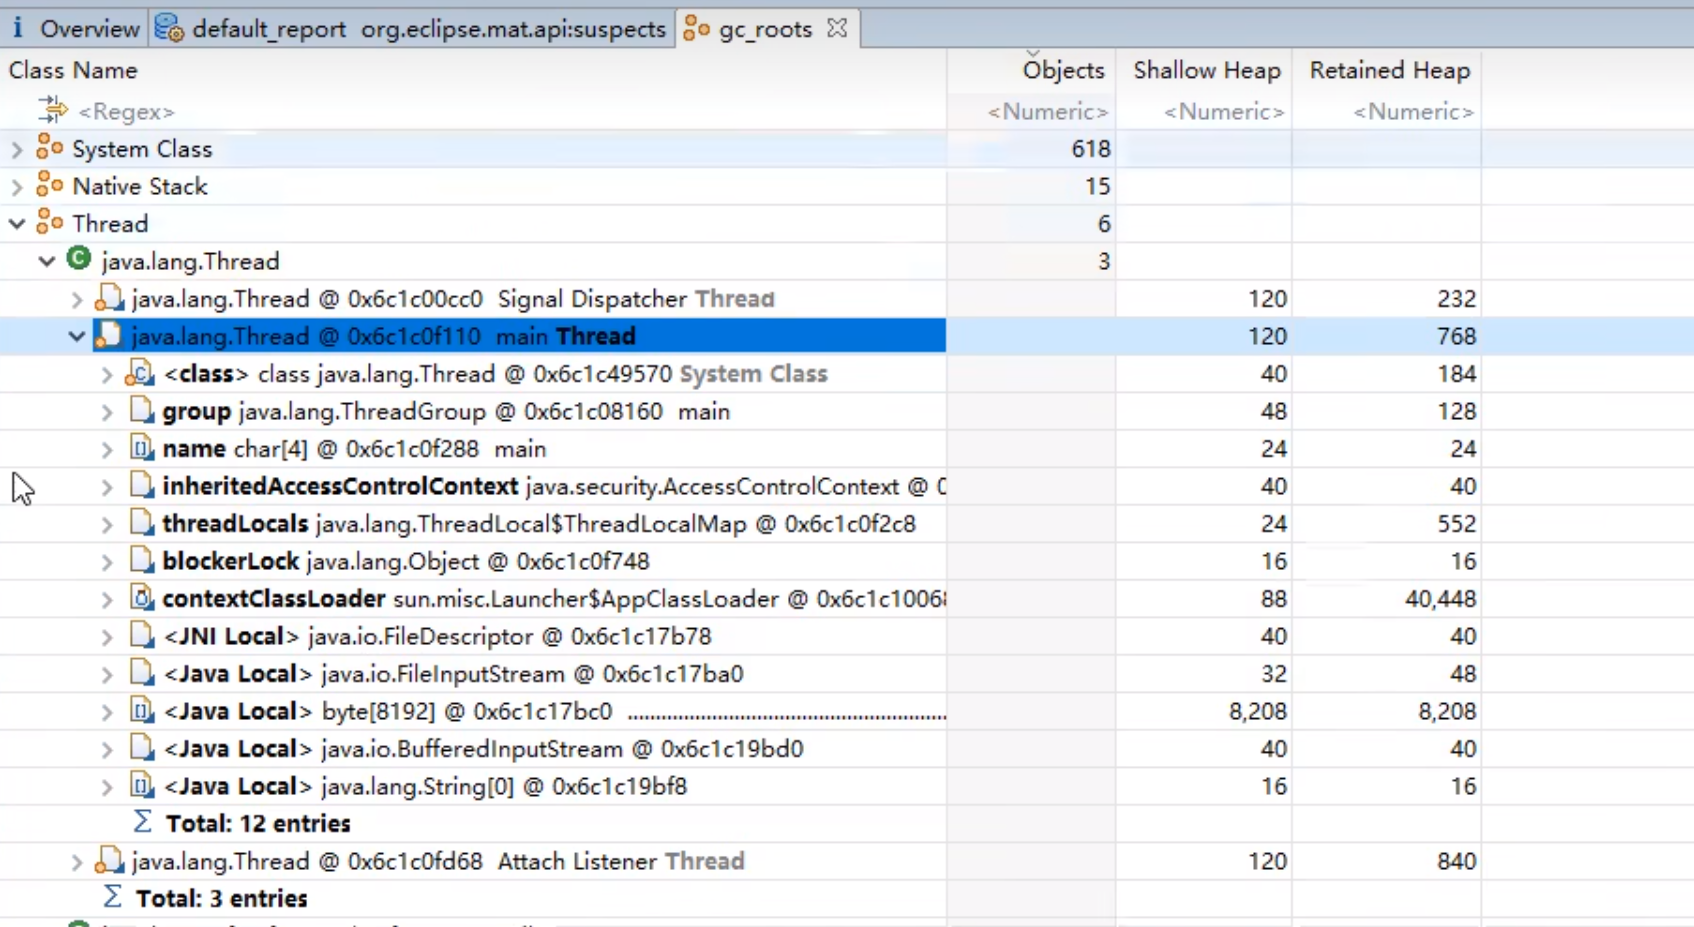 i Overview default_report org.eclipse.mat.api:suspects gc_roots
Class Name Objects Shallow Heap Retained Heap
<Regex> <Numeric> <Numeric> <Numeric>
System Class 618
Native Stack 15
Thread 6
java.lang.Thread 3
java.lang.Thread @ 0x6c1c00cc0 Signal Dispatcher Thread 120 232
java.lang.Thread @ 0x6c1c0f110 main Thread 120 768
<class> class java.lang.Thread @ 0x6c1c49570 System Class 40 184
group java.lang.ThreadGroup @ 0x6c1c08160 main 48 128
name char[4] @ 0x6c1c0f288 main 24 24
inheritedAccessControlContext java.security.AccessControlContext @ 0 40 40
threadLocals java.lang.ThreadLocal$ThreadLocalMap @ 0x6c1c0f2c8 24 552
blockerLock java.lang.Object @ 0x6c1c0f748 16 16
contextClassLoader sun.misc.Launcher$AppClassLoader @ 0x6c1c10068 88 40,448
<JNI Local> java.io.FileDescriptor @ 0x6c1c17b78 40 40
<Java Local> java.io.FileInputStream @ 0x6c1c17ba0 32 48
<Java Local> byte[8192] @ 0x6c1c17bc0 ........................................................ 8,208 8,208
<Java Local> java.io.BufferedInputStream @ 0x6c1c19bd0 40 40
<Java Local> java.lang.String[0] @ 0x6c1c19bf8 16 16
Σ Total: 12 entries
java.lang.Thread @ 0x6c1c0fd68 Attach Listener Thread 120 840
Σ Total: 3 entries